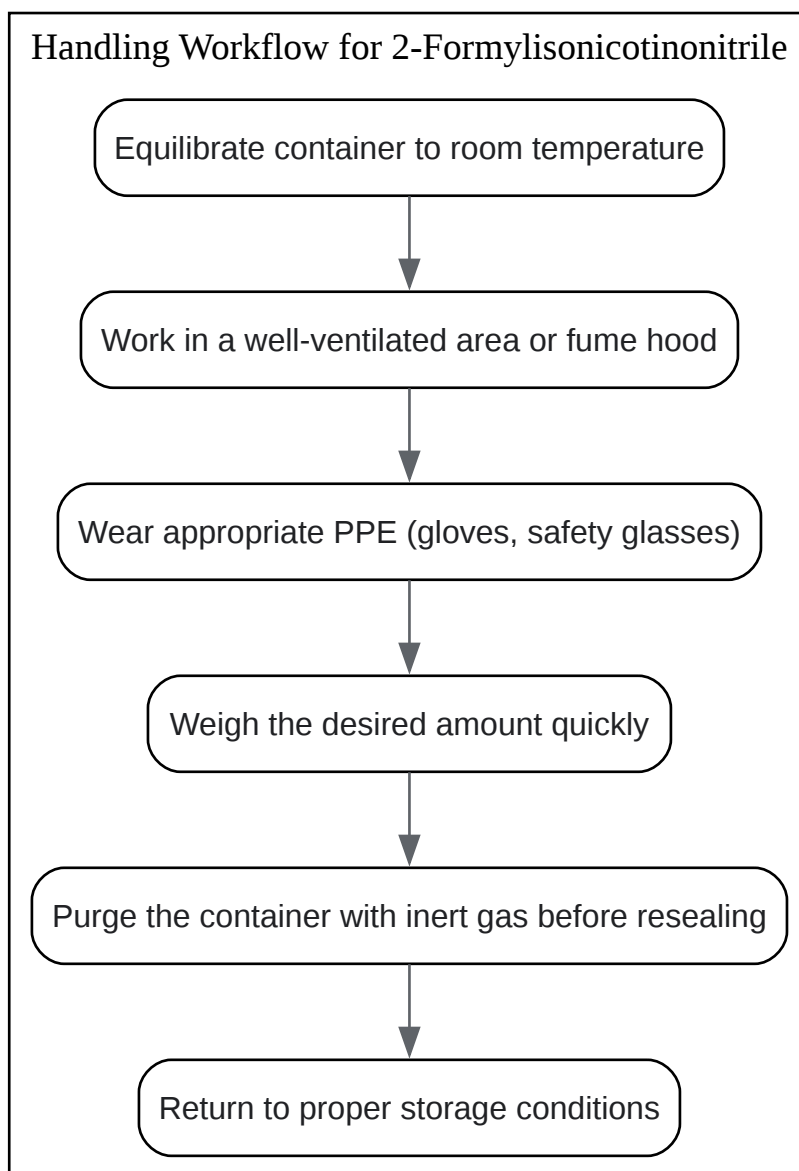 Handling Workflow for 2-Formylisonicotinonitrile
Equilibrate container to room temperature
Work in a well-ventilated area or fume hood
Wear appropriate PPE (gloves, safety glasses)
Weigh the desired amount quickly
Purge the container with inert gas before resealing
Return to proper storage conditions